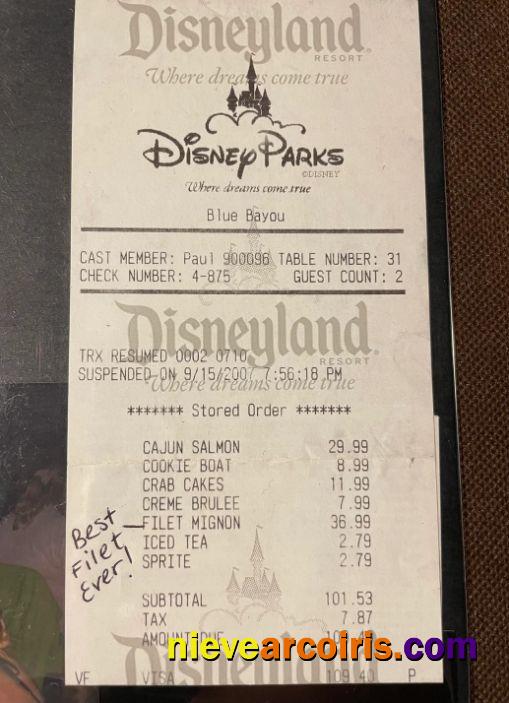 Disneyland
RESORT
Where dreams come true
DISNEY PARKS
©DISNEY
Where dreams come true
Blue Bayou
CAST MEMBER: Paul 900096 TABLE NUMBER: 31
CHECK NUMBER: 4-875 GUEST COUNT: 2
Disneyland
RESORT
TRX RESUMED 0002 0710
SUSPENDED ON 9/15/2007 7:56:18 PM
Where dreams come true
******* Stored Order *******
CAJUN SALMON 29.99
COOKIE BOAT 8.99
CRAB CAKES 11.99
CREME BRULEE 7.99
FILET MIGNON 36.99
ICED TEA 2.79
SPRITE 2.79
Best
Filet
Ever!
SUBTOTAL 101.53
TAX 7.87
AMOUNT DUE
nievearcoiris.com
VF VISA 109.40 P